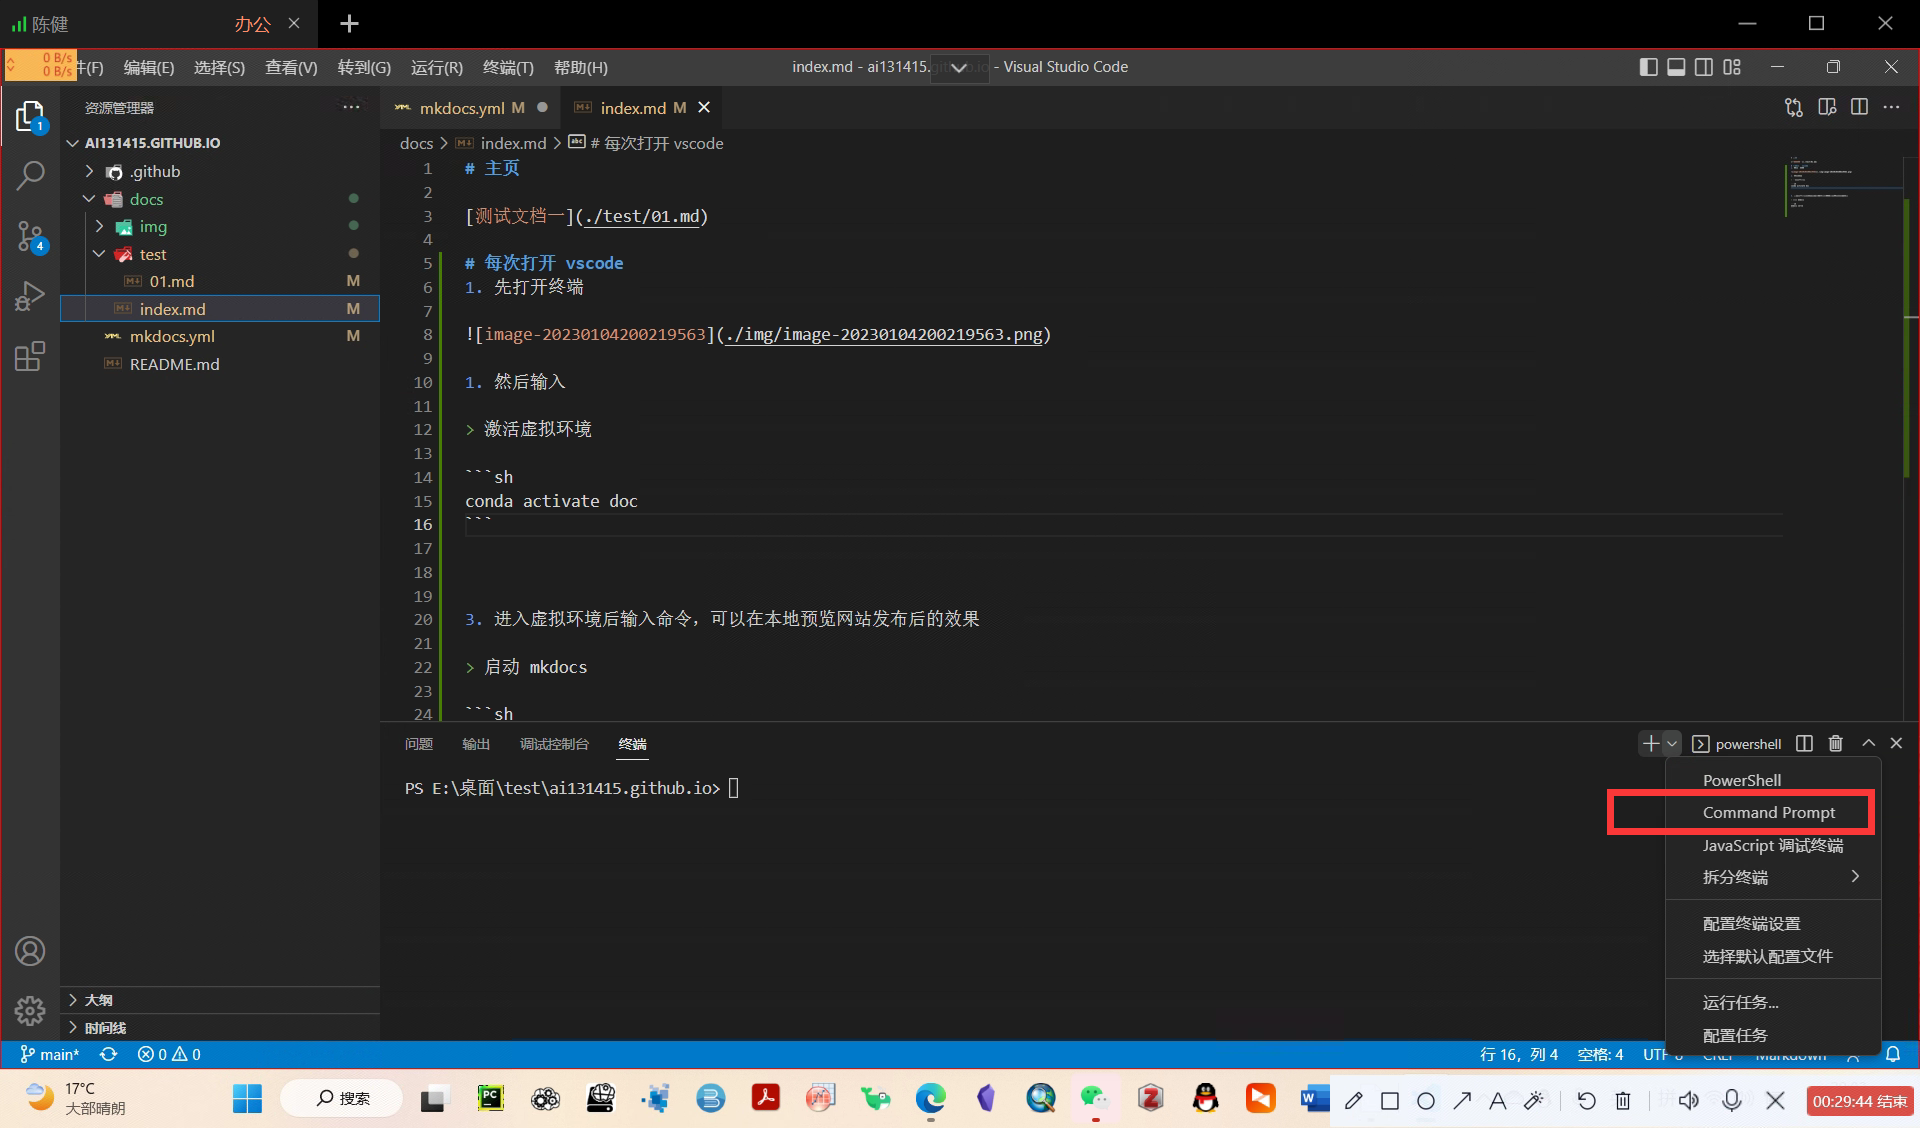 陈健
办公
0 B/s
0 B/s
件(F) 编辑(E) 选择(S) 查看(V) 转到(G) 运行(R) 终端(T) 帮助(H)
index.md - ai131415.github.io - Visual Studio Code
资源管理器
mkdocs.yml M
index.md M
docs > index.md > # 每次打开 vscode
AI131415.GITHUB.IO
.github
docs
img
test
01.md M
index.md M
mkdocs.yml M
README.md
1
4
1 # 主页
2
3 [测试文档一](./test/01.md)
4
5 # 每次打开 vscode
6 1. 先打开终端
7
8 ![image-20230104200219563](./img/image-20230104200219563.png)
9
10 1. 然后输入
11
12 > 激活虚拟环境
13
14 ```sh
15 conda activate doc
16 ```
17
18
19
20 3. 进入虚拟环境后输入命令，可以在本地预览网站发布后的效果
21
22 > 启动 mkdocs
23
24 ```sh
问题 输出 调试控制台 终端
powershell
PS E:\桌面\test\ai131415.github.io>
PowerShell
Command Prompt
JavaScript 调试终端
拆分终端
配置终端设置
选择默认配置文件
运行任务...
配置任务
大纲
时间线
main* 0 0
行 16，列 4 空格: 4
17°C
大部晴朗
搜索
00:29:44 结束